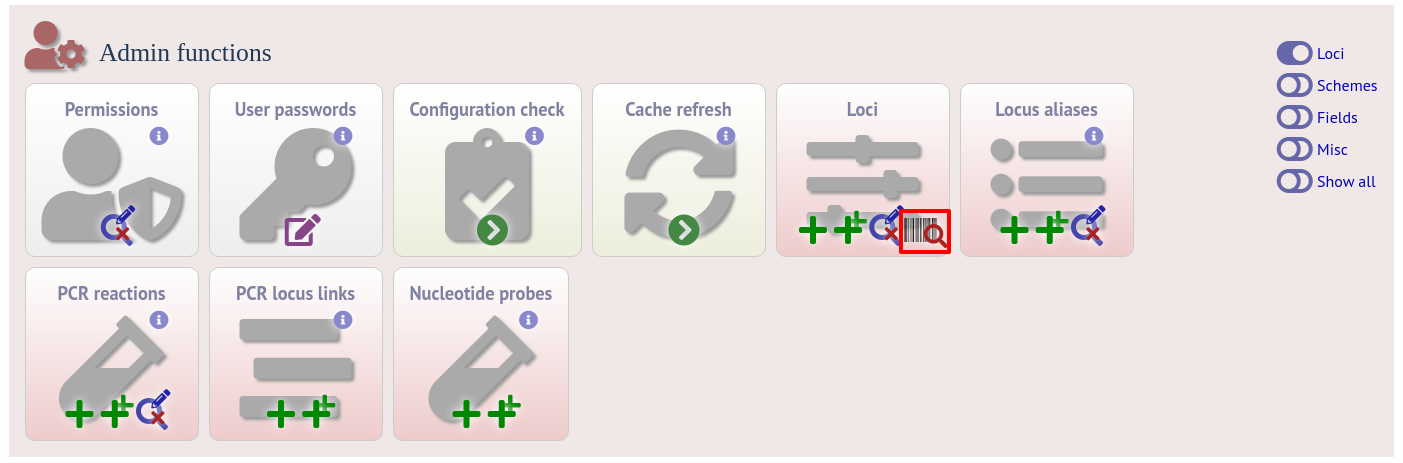 Admin functions
Loci
Schemes
Fields
Misc
Show all
Permissions
User passwords
Configuration check
Cache refresh
Loci
Locus aliases
PCR reactions
PCR locus links
Nucleotide probes